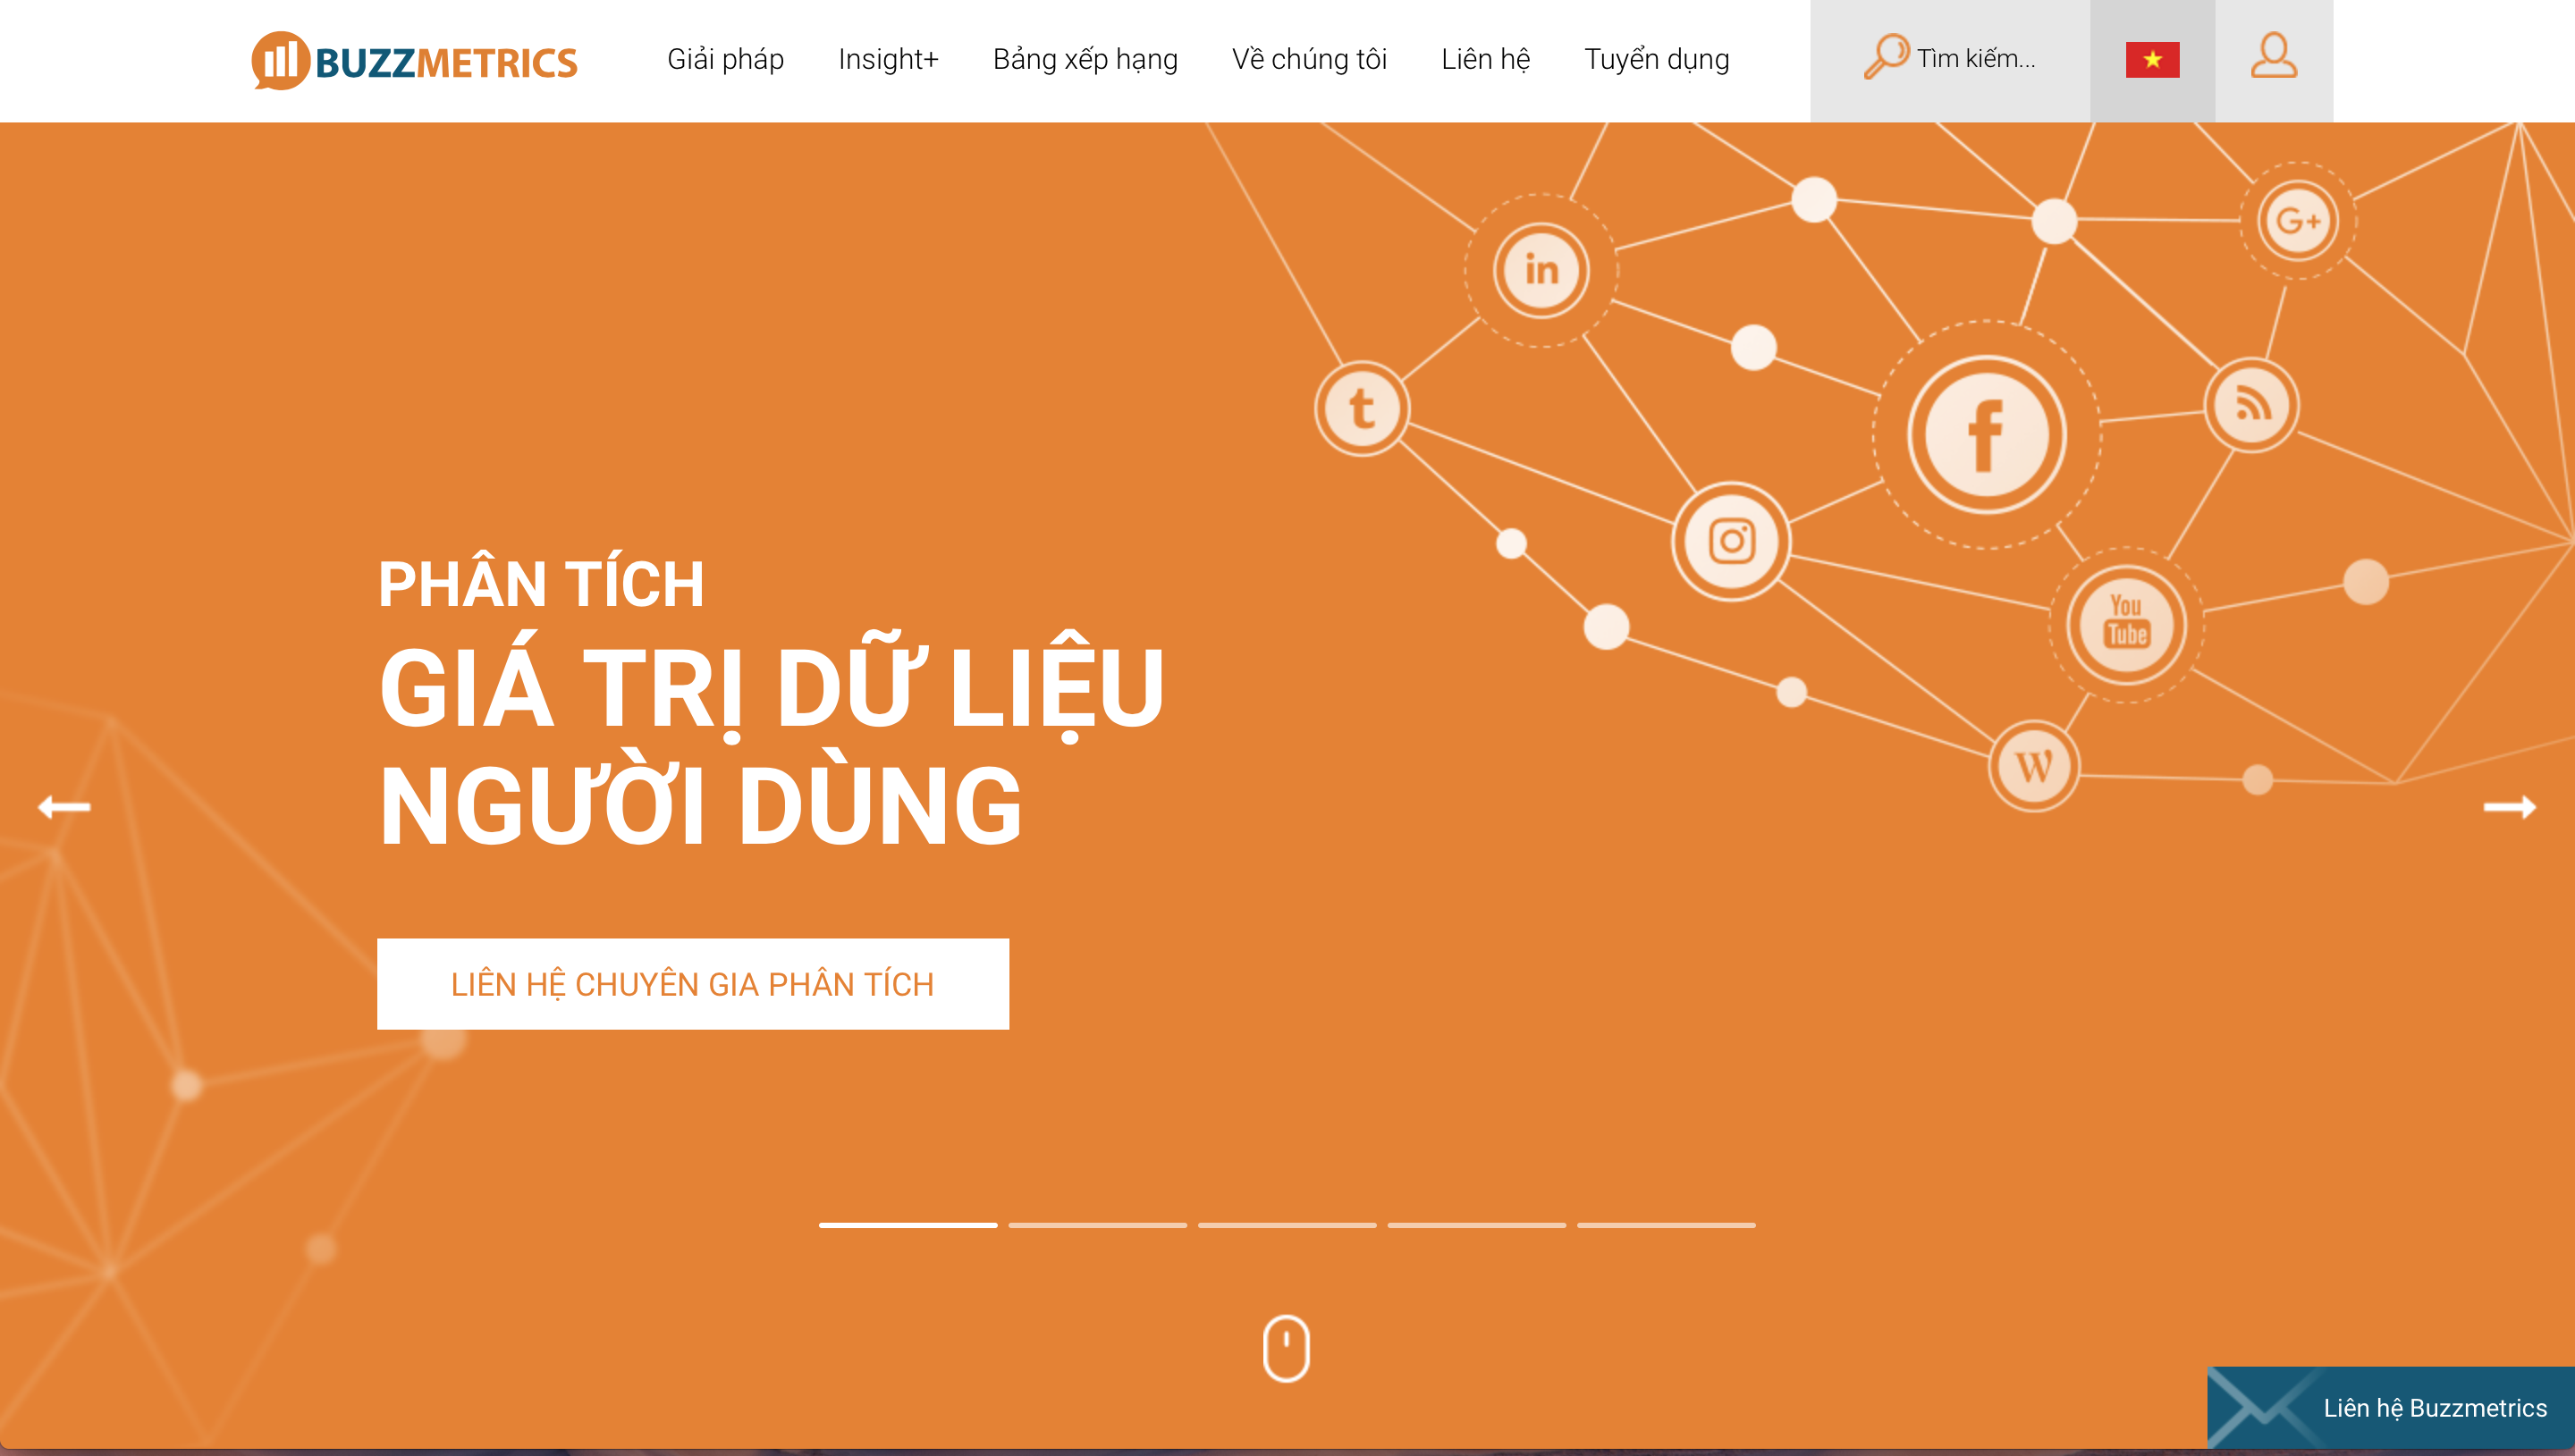 BUZZMETRICS
Giải pháp
Insight+
Bảng xếp hạng
Về chúng tôi
Liên hệ
Tuyển dụng
Tìm kiếm...
G+
in
t
f
You
Tube
W
PHÂN TÍCH
GIÁ TRỊ DỮ LIỆU
NGƯỜI DÙNG
LIÊN HỆ CHUYÊN GIA PHÂN TÍCH
Liên hệ Buzzmetrics